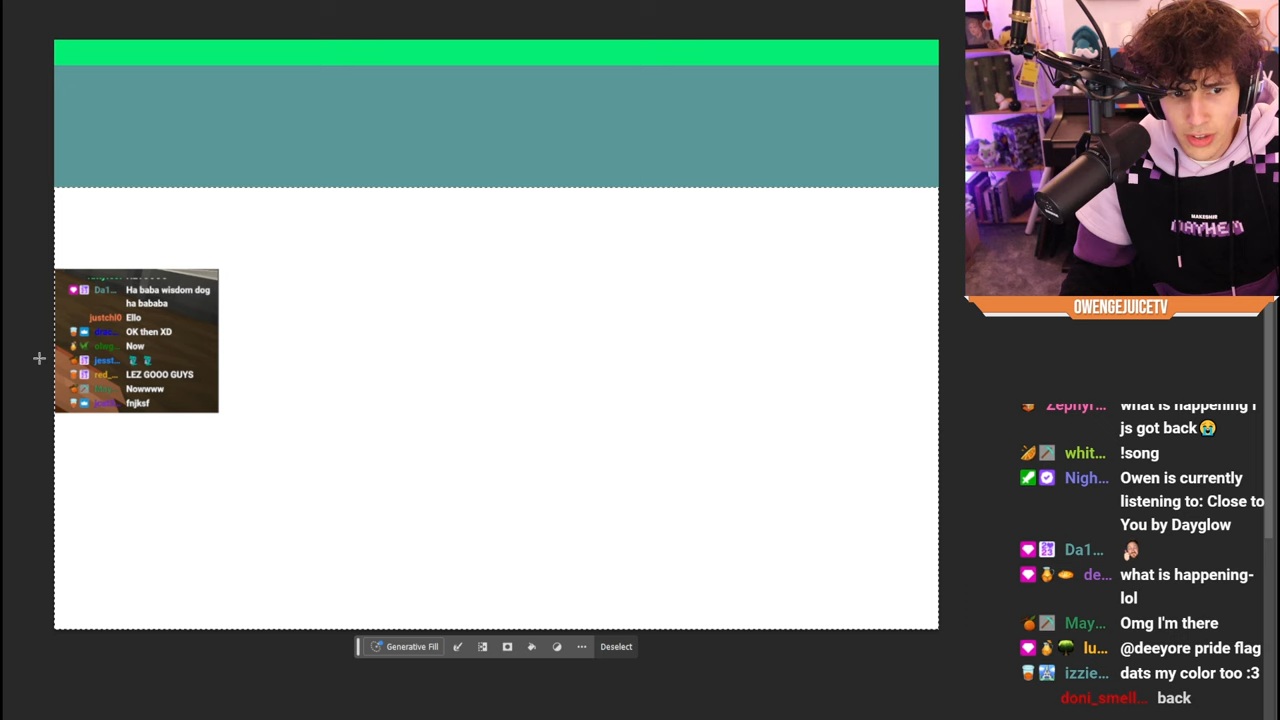 Da1... Ha baba wisdom dog
ha bababa
justchl0 Ello
OK then XD
Now
jesst...
red_... LEZ GOOO GUYS
Nowwww
fnjksf
Generative Fill
Deselect
MAKESHIP
MAYHEM
OWENGEJUICETV
Zephyr... what is happening i
js got back😭
whit... !song
Nigh... Owen is currently
listening to: Close to
You by Dayglow
Da1...
de... what is happening-
lol
May... Omg I'm there
lu... @deeyore pride flag
izzie... dats my color too :3
doni_smell... back